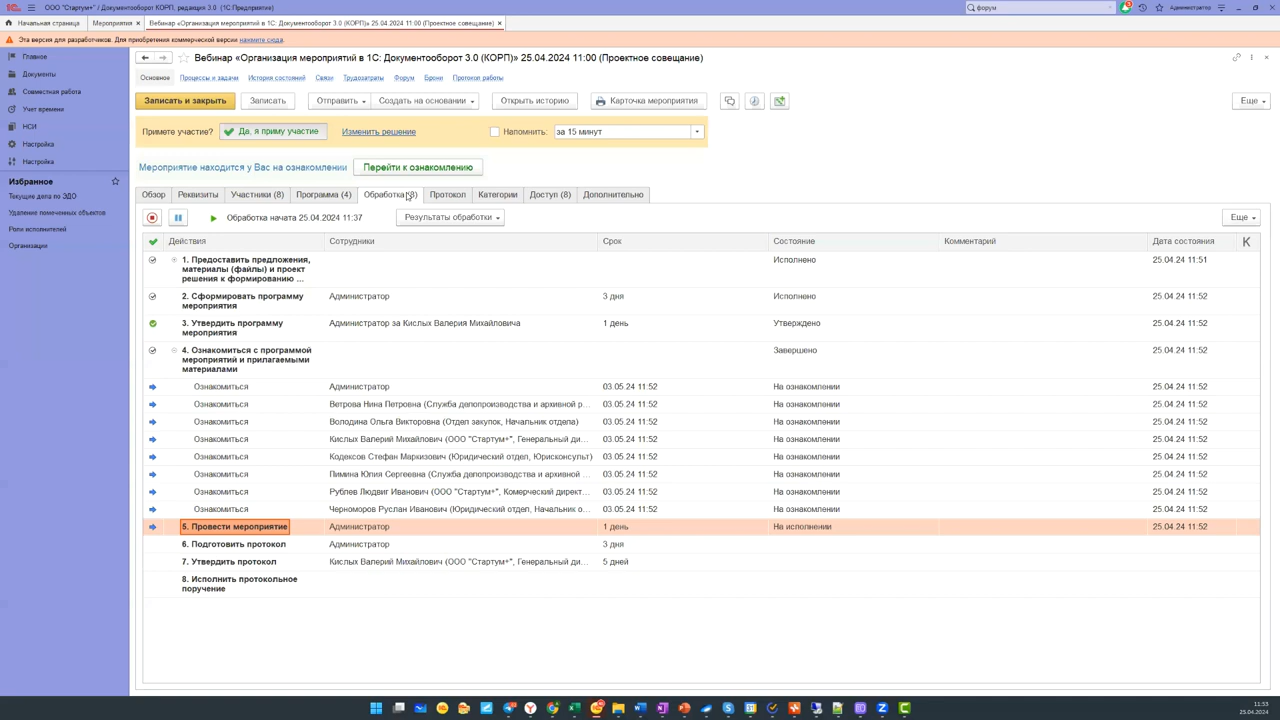 ООО "Стартум+" / Документооборот КОРП, редакция 3.0 (1С:Предприятие)
форум
Администратор
Начальная страница
Мероприятия ×
Вебинар «Организация мероприятий в 1С: Документооборот 3.0 (КОРП)» 25.04.2024 11:00 (Проектное совещание) ×
Эта версия для разработчиков. Для приобретения коммерческой версии нажмите сюда.
Главное
Документы
Совместная работа
Учет времени
НСИ
Настройка
Настройка
Избранное
Текущие дела по ЭДО
Удаление помеченных объектов
Роли исполнителей
Организации
Вебинар «Организация мероприятий в 1С: Документооборот 3.0 (КОРП)» 25.04.2024 11:00 (Проектное совещание)
Основное Процессы и задачи История состояний Связи Трудозатраты Форум Брони Протокол работы
Записать и закрыть Записать Отправить Создать на основании Открыть историю Карточка мероприятия Еще
Примете участие? Да, я приму участие Изменить решение Напомнить: за 15 минут
Мероприятие находится у Вас на ознакомлении Перейти к ознакомлению
Обзор Реквизиты Участники (8) Программа (4) Обработка (8) Протокол Категории Доступ (8) Дополнительно
Обработка начата 25.04.2024 11:37 Результаты обработки Еще
Действия Сотрудники Срок Состояние Комментарий Дата состояния К
1. Предоставить предложения, Исполнено 25.04.24 11:51
материалы (файлы) и проект
решения к формированию ...
2. Сформировать программу Администратор 3 дня Исполнено 25.04.24 11:52
мероприятия
3. Утвердить программу Администратор за Кислых Валерия Михайловича 1 день Утверждено 25.04.24 11:52
мероприятия
4. Ознакомиться с программой Завершено 25.04.24 11:52
мероприятий и прилагаемыми
материалами
Ознакомиться Администратор 03.05.24 11:52 На ознакомлении 25.04.24 11:52
Ознакомиться Ветрова Нина Петровна (Служба делопроизводства и архивной р... 03.05.24 11:52 На ознакомлении 25.04.24 11:52
Ознакомиться Володина Ольга Викторовна (Отдел закупок, Начальник отдела) 03.05.24 11:52 На ознакомлении 25.04.24 11:52
Ознакомиться Кислых Валерий Михайлович (ООО "Стартум+", Генеральный ди... 03.05.24 11:52 На ознакомлении 25.04.24 11:52
Ознакомиться Кодексов Стефан Маркизович (Юридический отдел, Юрисконсульт) 03.05.24 11:52 На ознакомлении 25.04.24 11:52
Ознакомиться Пимина Юлия Сергеевна (Служба делопроизводства и архивной ... 03.05.24 11:52 На ознакомлении 25.04.24 11:52
Ознакомиться Рублев Людвиг Иванович (ООО "Стартум+", Комерческий директ... 03.05.24 11:52 На ознакомлении 25.04.24 11:52
Ознакомиться Черноморов Руслан Иванович (Юридический отдел, Начальник о... 03.05.24 11:52 На ознакомлении 25.04.24 11:52
5. Провести мероприятие Администратор 1 день На исполнении 25.04.24 11:52
6. Подготовить протокол Администратор 3 дня
7. Утвердить протокол Кислых Валерий Михайлович (ООО "Стартум+", Генеральный ди... 5 дней
8. Исполнить протокольное
поручение
11:53
25.04.2024